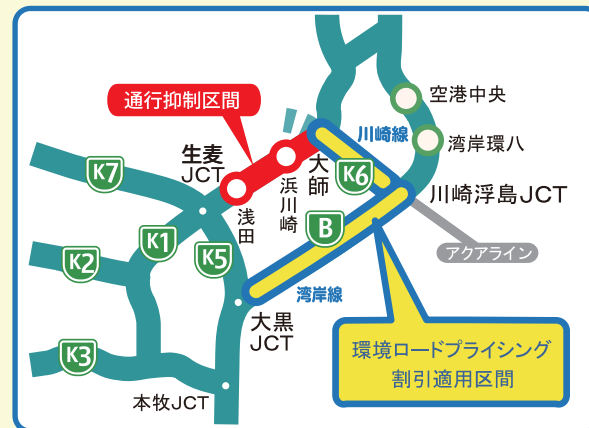 通行抑制区間
空港中央
川崎線
湾岸環八
生麦
JCT
大師
K7
浜川崎
K6
川崎浮島JCT
浅田
B
K1
アクアライン
K5
K2
湾岸線
大黒
JCT
環境ロードプライシング
割引適用区間
K3
本牧JCT